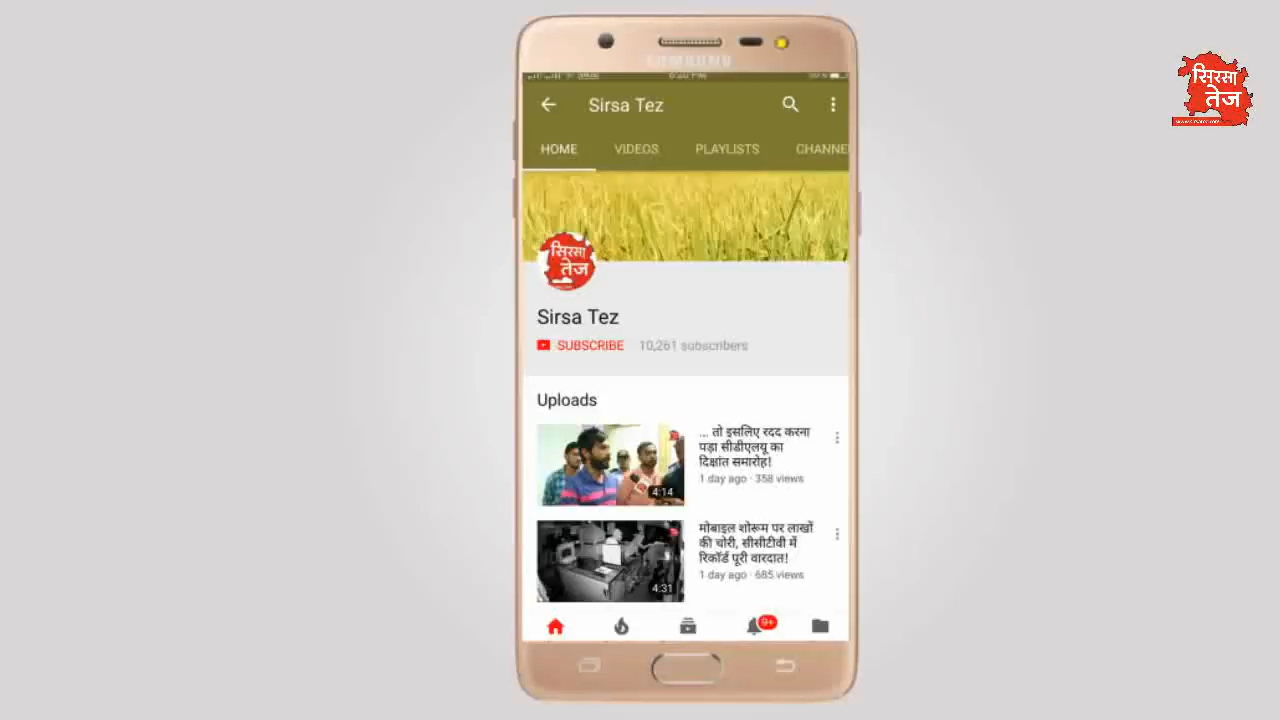 SAMSUNG
Sirsa Tez
HOME VIDEOS PLAYLISTS CHANNE
सिरसा
तेज
सिरसा
तेज
Sirsa Tez
SUBSCRIBE 10,261 subscribers
Uploads
... तो इसलिए रदद करना
पड़ा सीडीएलयू का
दिक्षांत समारोह!
1 day ago · 358 views
4:14
मोबाइल शोरूम पर लाखों
की चोरी, सीसीटीवी में
रिकॉर्ड पूरी वारदात!
1 day ago · 685 views
4:31
9+